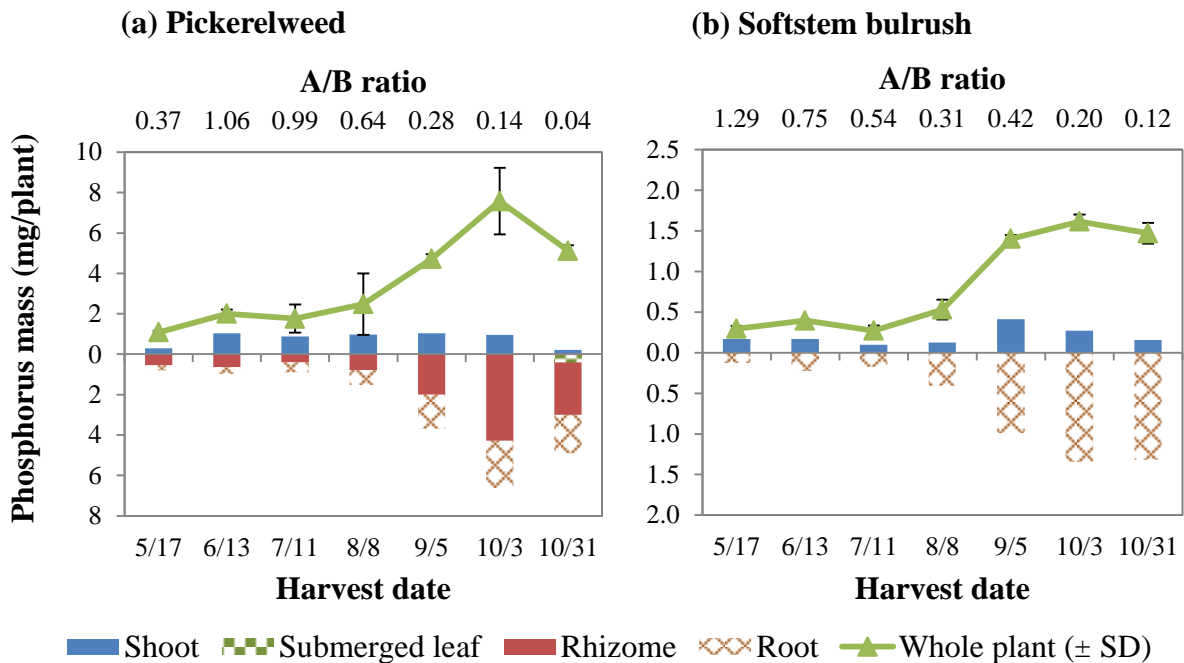 (a) Pickerelweed
A/B ratio
0.37 1.06 0.99 0.64 0.28 0.14 0.04
10
8
6
4
2
0
2
4
6
8
5/17 6/13 7/11 8/8 9/5 10/3 10/31
Harvest date
Phosphorus mass (mg/plant)
(b) Softstem bulrush
A/B ratio
1.29 0.75 0.54 0.31 0.42 0.20 0.12
2.5
2.0
1.5
1.0
0.5
0.0
0.5
1.0
1.5
2.0
5/17 6/13 7/11 8/8 9/5 10/3 10/31
Harvest date
Shoot Submerged leaf Rhizome Root Whole plant (± SD)